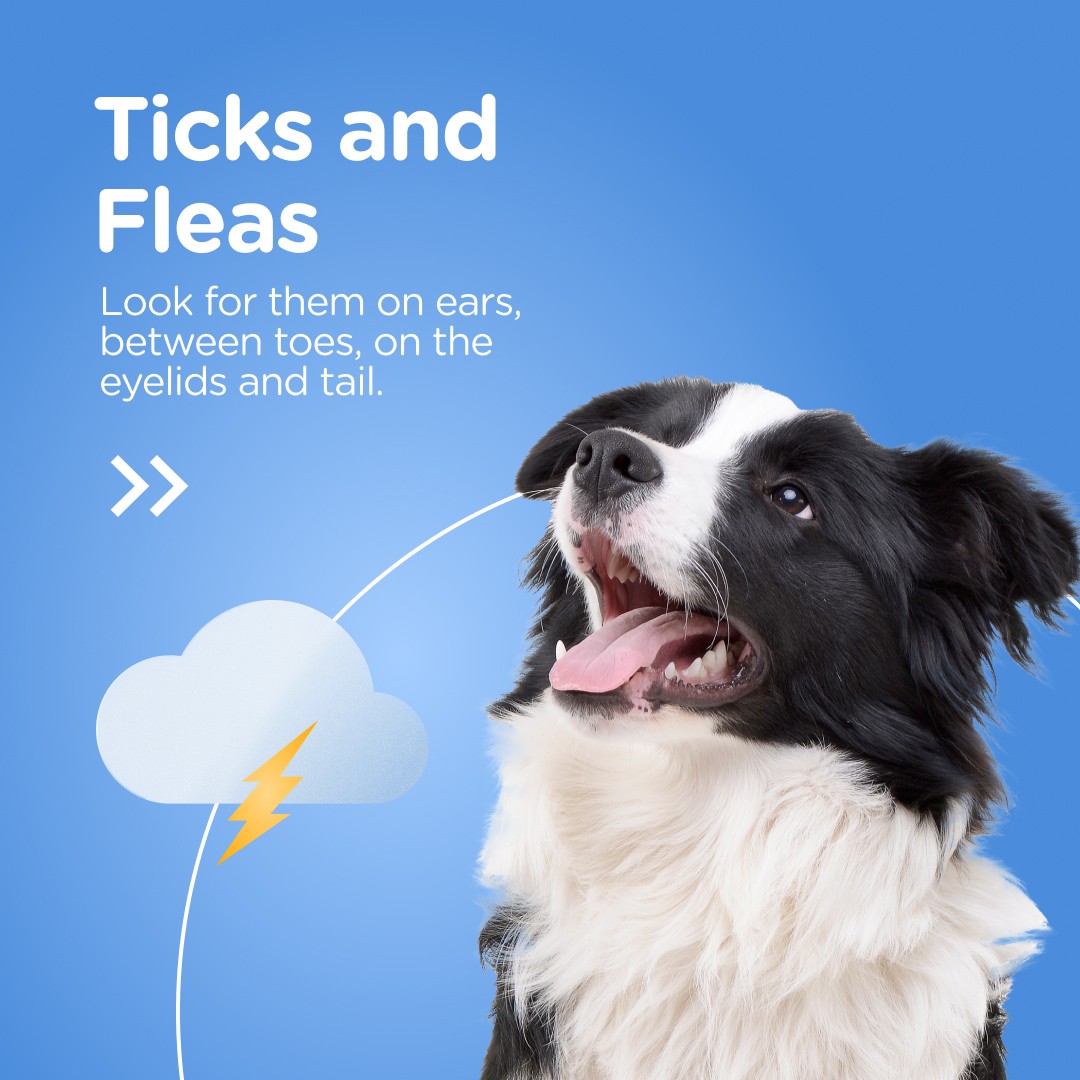 Ticks and
Fleas
Look for them on ears,
between toes, on the
eyelids and tail.